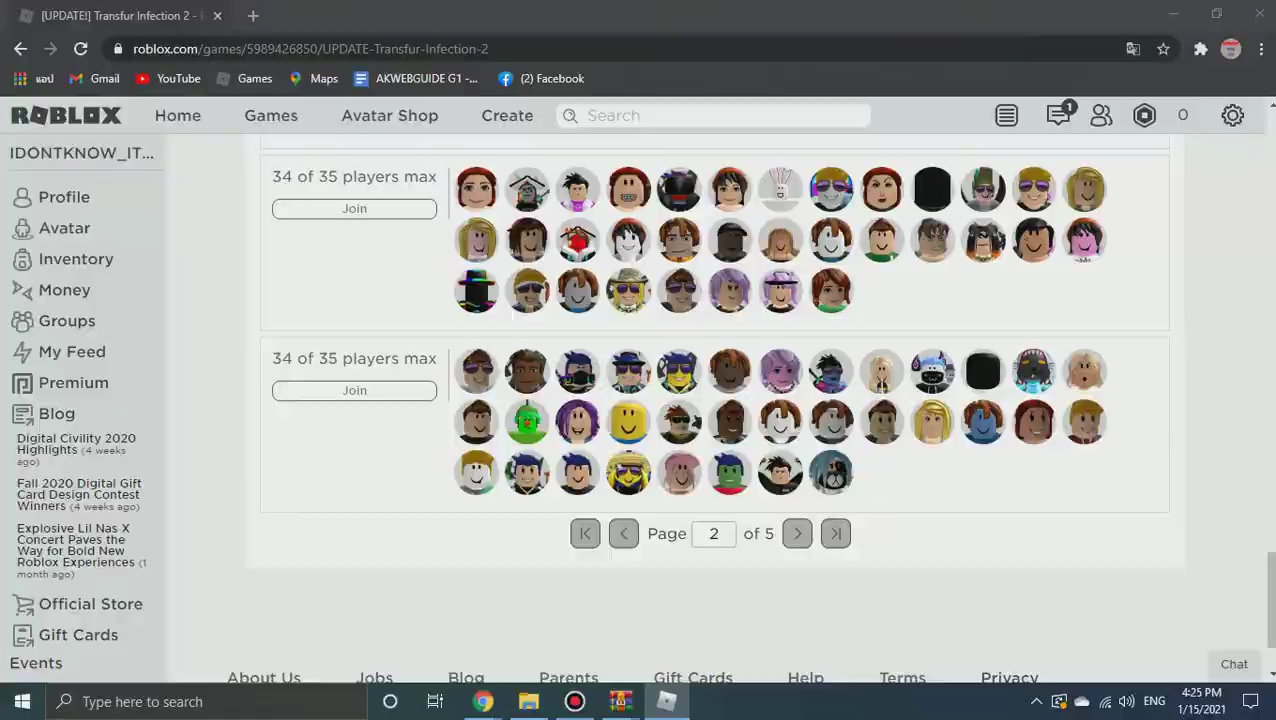 [UPDATE!] Transfur Infection 2 -
roblox.com/games/5989426850/UPDATE-Transfur-Infection-2
แอป Gmail YouTube Games Maps AKWEBGUIDE G1 -... (2) Facebook
ROBLOX Home Games Avatar Shop Create Search 1 0
IDONTKNOW_IT...
Profile
Avatar
Inventory
Money
Groups
My Feed
Premium
Blog
Digital Civility 2020
Highlights (4 weeks
ago)
Fall 2020 Digital Gift
Card Design Contest
Winners (4 weeks ago)
Explosive Lil Nas X
Concert Paves the
Way for Bold New
Roblox Experiences (1
month ago)
Official Store
Gift Cards
Events
34 of 35 players max
Join
34 of 35 players max
Join
Page 2 of 5
Chat
About Us Jobs Blog Parents Gift Cards Help Terms Privacy
Type here to search
ENG
4:25 PM
1/15/2021